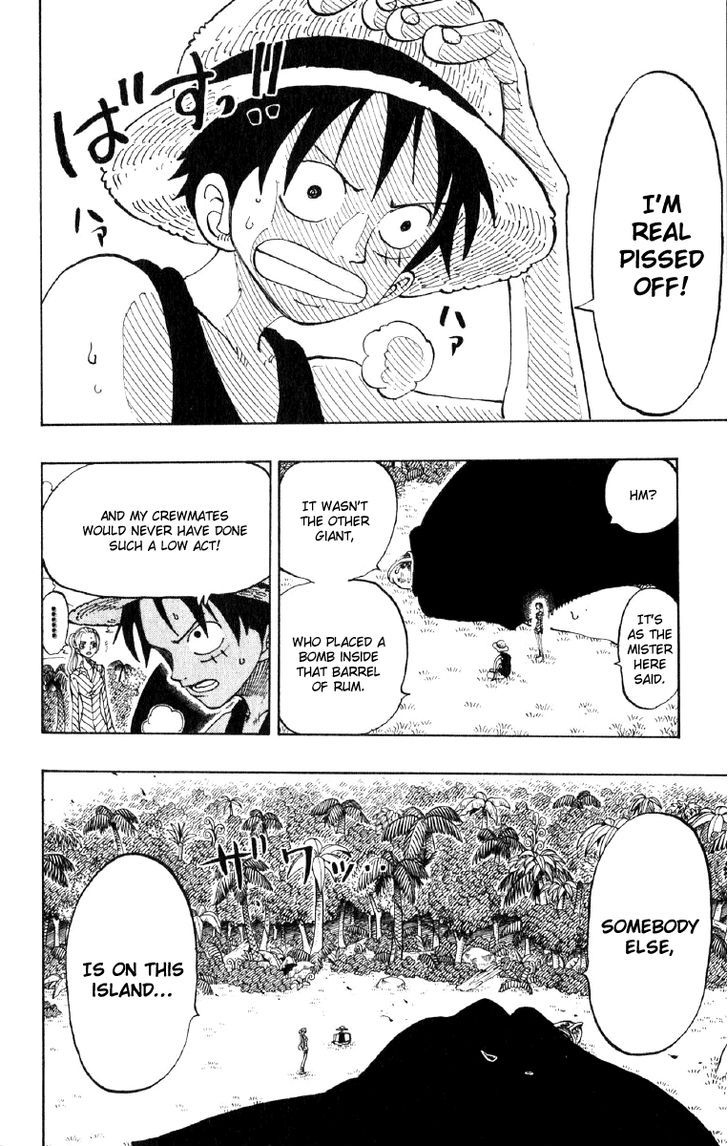 I'M
REAL
PISSED
OFF!
ばすっ!!
ハァ
ハァ
HM?
IT'S
AS THE
MISTER
HERE
SAID.
IT WASN'T
THE OTHER
GIANT,
WHO PLACED A
BOMB INSIDE
THAT BARREL
OF RUM.
AND MY CREWMATES
WOULD NEVER HAVE DONE
SUCH A LOW ACT!
......
SOMEBODY
ELSE,
ザワッ...
IS ON THIS
ISLAND...